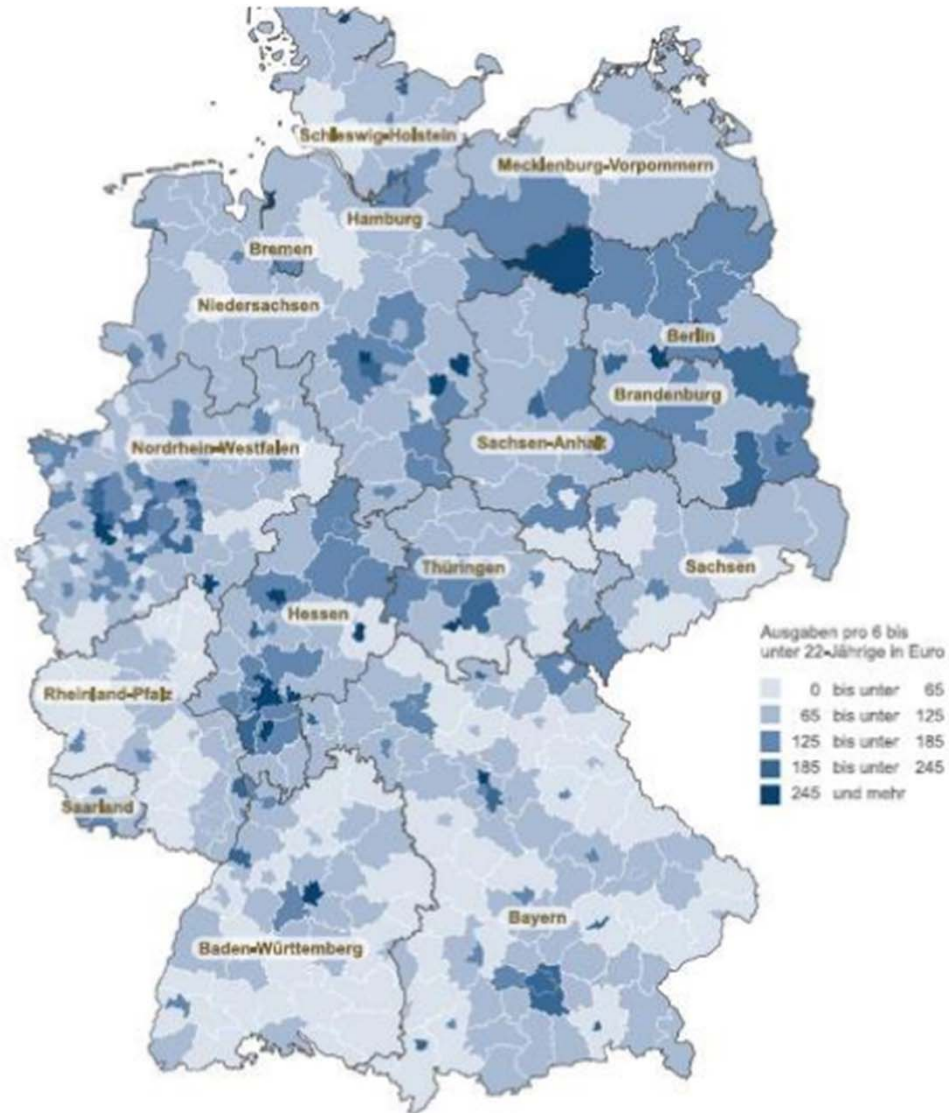 Schleswig-Holstein
Mecklenburg-Vorpommern
Hamburg
Bremen
Niedersachsen
Berlin
Brandenburg
Nordrhein-Westfalen
Sachsen-Anhalt
Thüringen
Sachsen
Hessen
Ausgaben pro 6 bis
unter 22-Jährige in Euro
0 bis unter 65
65 bis unter 125
125 bis unter 185
185 bis unter 245
245 und mehr
Rheinland-Pfalz
Saarland
Bayern
Baden-Württemberg